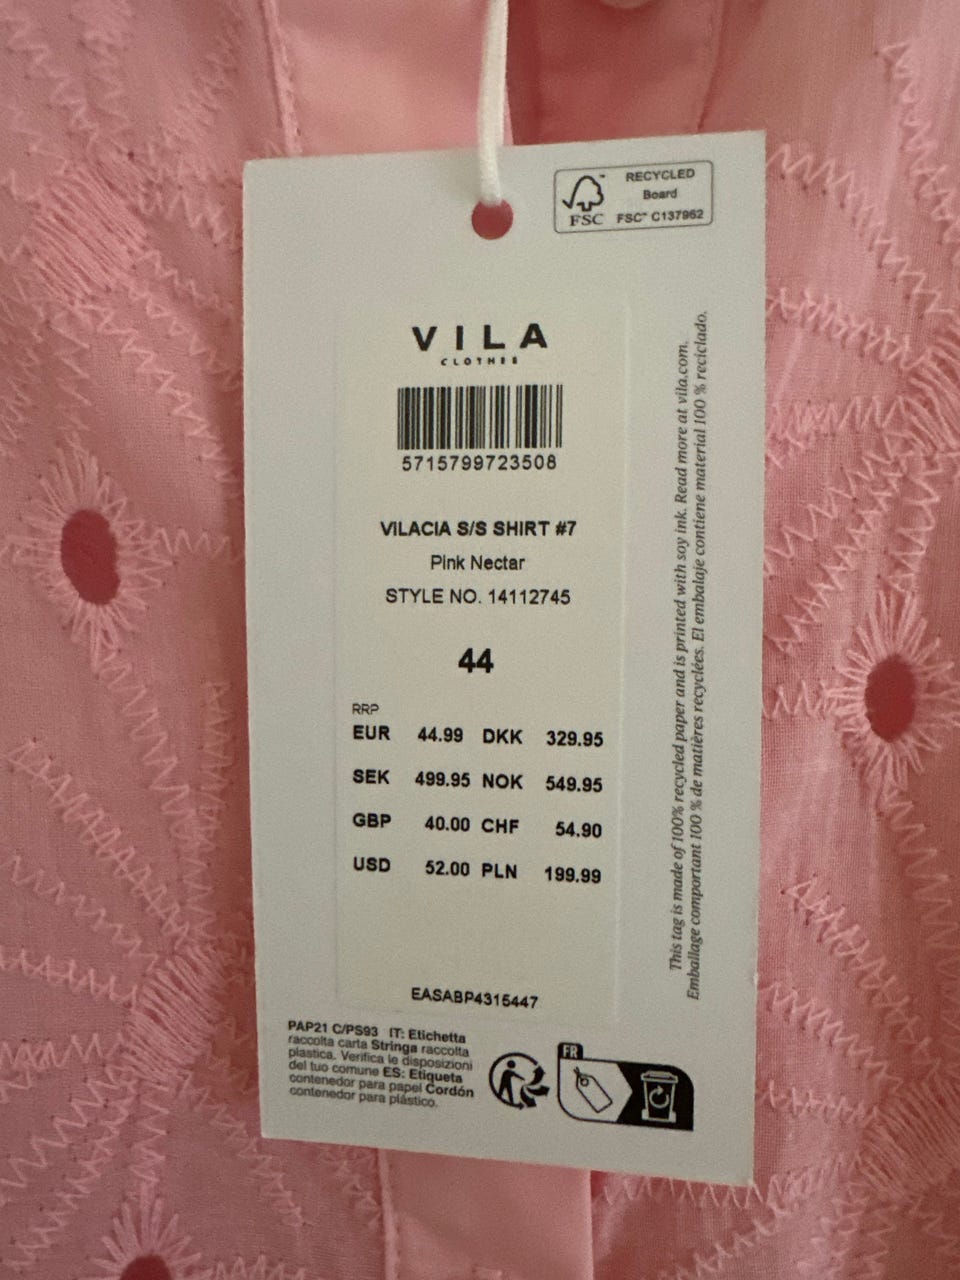 RECYCLED
Board
FSC™ C137962
FSC
VILA
CLOTHES
5715799723508
VILACIA S/S SHIRT #7
Pink Nectar
STYLE NO. 14112745
44
RRP
EUR 44.99 DKK 329.95
SEK 499.95 NOK 549.95
GBP 40.00 CHF 54.90
USD 52.00 PLN 199.99
EASABP4315447
PAP21 C/PS93 IT: Etichetta
raccolta carta Stringa raccolta
plastica. Verifica le disposizioni
del tuo comune ES: Etiqueta
contenedor para papel Cordón
contenedor para plástico.
FR
This tag is made of 100% recycled paper and is printed with soy ink. Read more at vila.com.
Emballage comportant 100 % de matières recyclées. El embalaje contiene material 100 % reciclado.